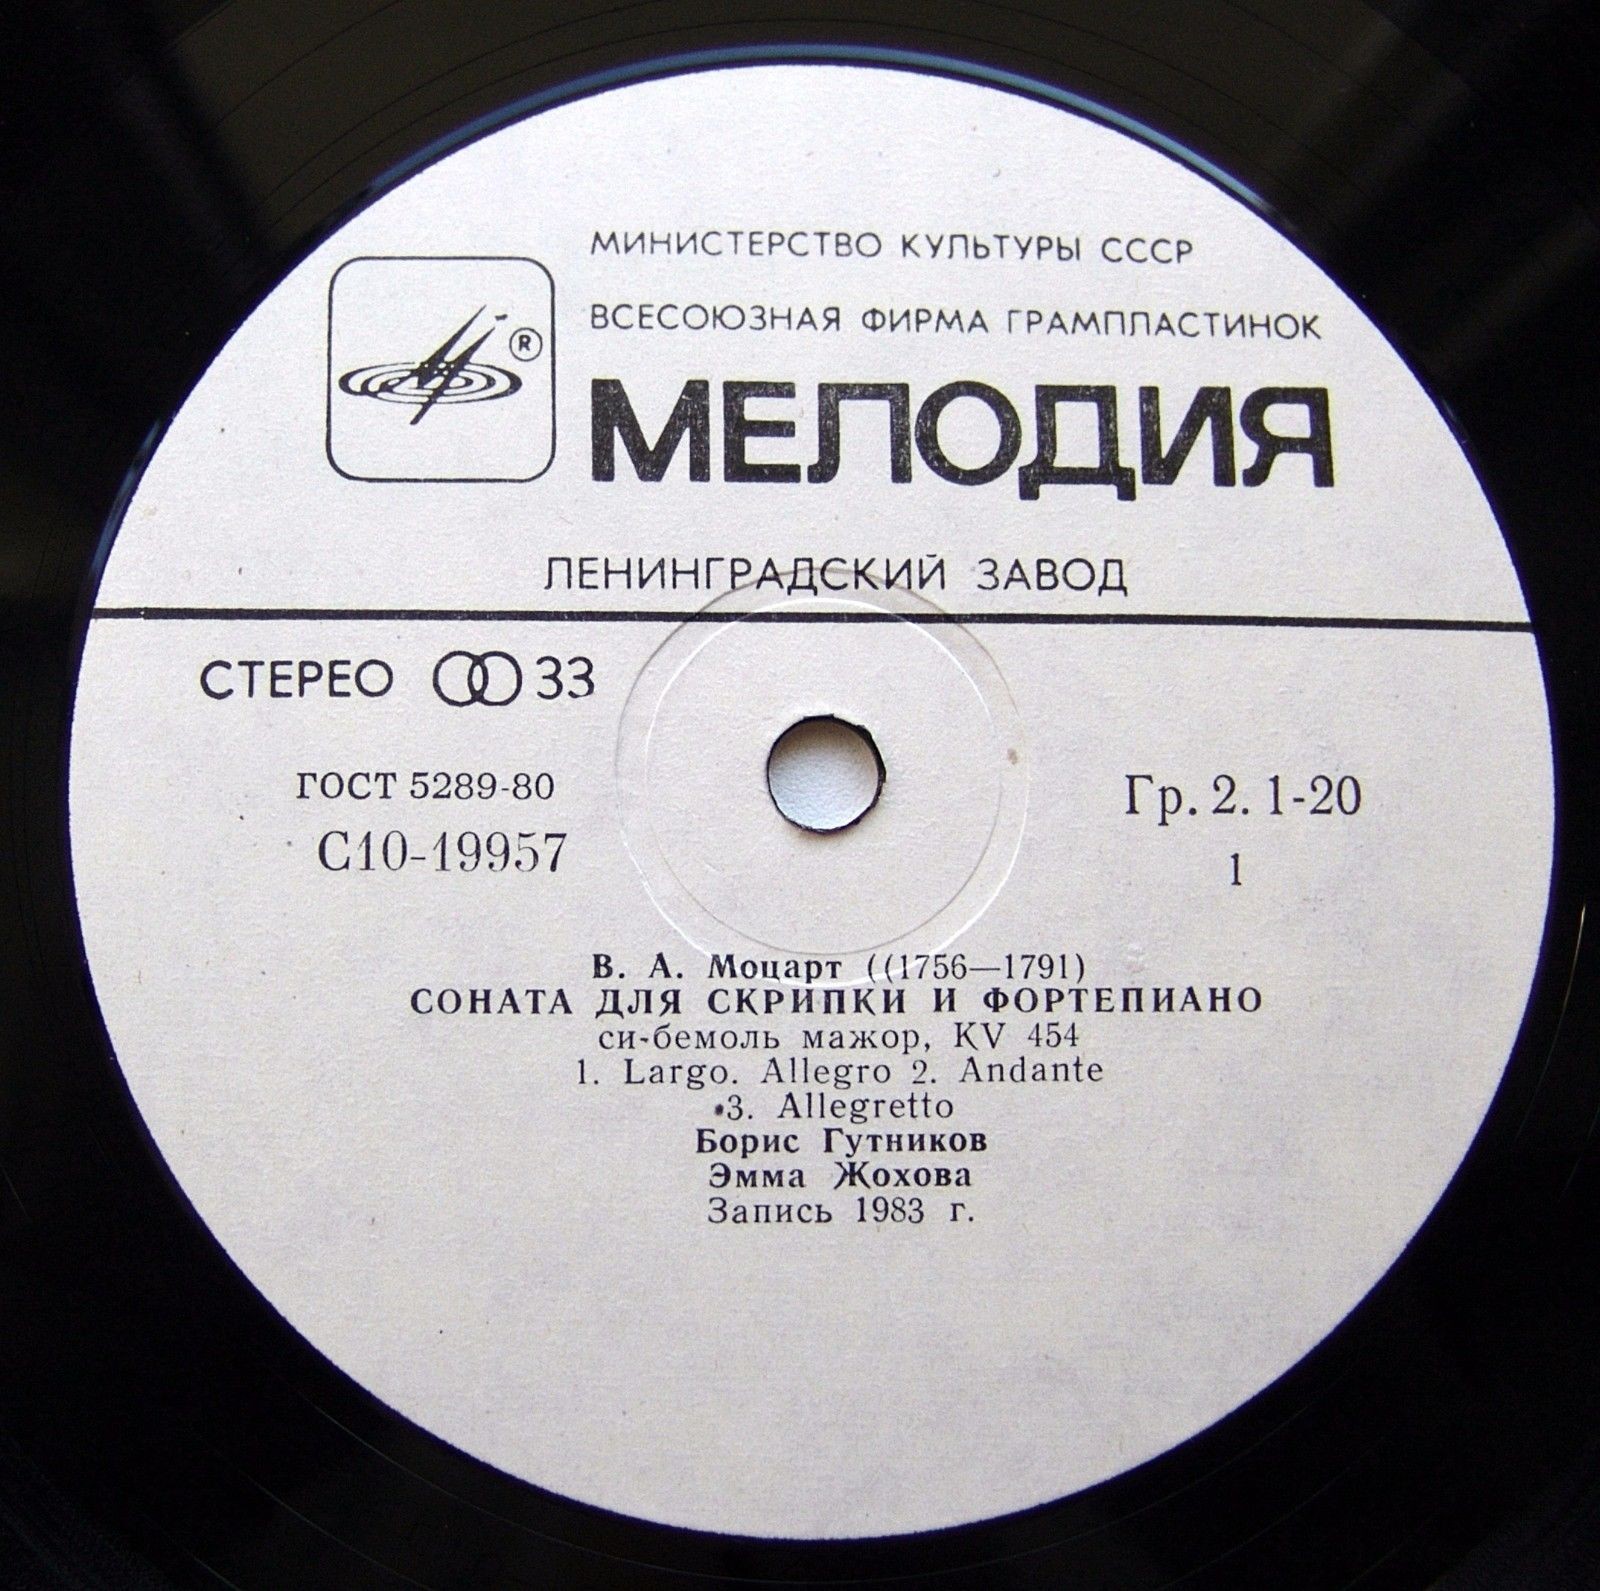 МИНИСТЕРСТВО КУЛЬТУРЫ СССР
ВСЕСОЮЗНАЯ ФИРМА ГРАМПЛАСТИНОК
®
МЕЛОДИЯ
ЛЕНИНГРАДСКИЙ ЗАВОД
СТЕРЕО 33
ГОСТ 5289-80
Гр. 2. 1-20
С10-19957
1
В. А. Моцарт ((1756—1791)
СОНАТА ДЛЯ СКРИПКИ И ФОРТЕПИАНО
си-бемоль мажор, KV 454
1. Largo. Allegro 2. Andante
3. Allegretto
Борис Гутников
Эмма Жохова
Запись 1983 г.